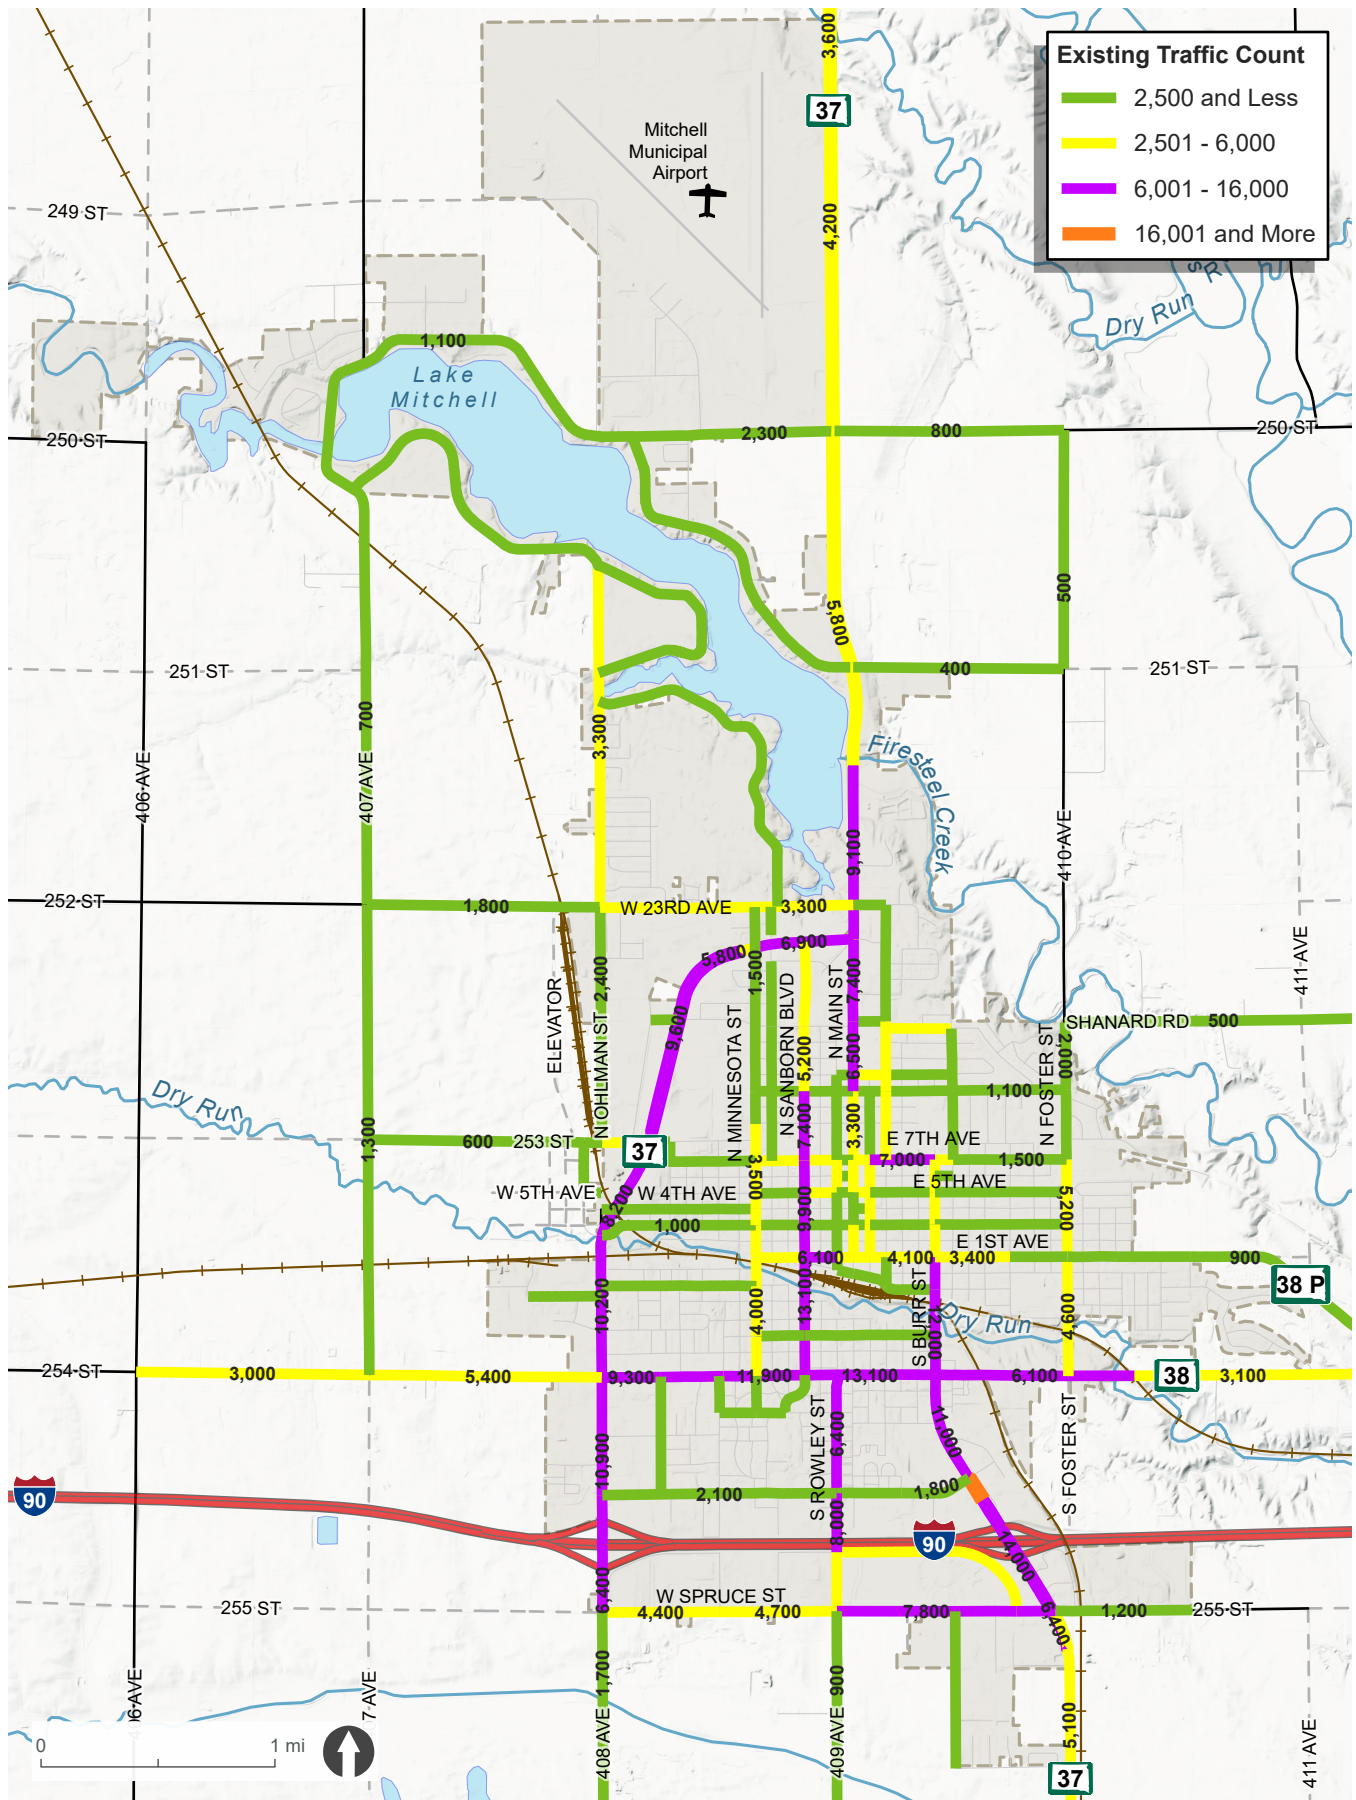 3,600
Existing Traffic Count
2,500 and Less
2,501 - 6,000
6,001 - 16,000
16,001 and More
37
Mitchell
Municipal
Airport
249 ST
4,200
Dry Run
1,100
Lake
Mitchell
250 ST
2,300
800
250 ST
500
5,800
251 ST
400
251 ST
700
3,300
Firesteel Creek
406 AVE
407 AVE
9,100
410 AVE
252 ST
1,800
W 23RD AVE
3,300
5,800
6,900
1,500
2,400
7,400
411 AVE
ELEVATOR
N OHLMAN ST
9,600
N MINNESOTA ST
N SANBORN BLVD
N MAIN ST
5,200
6,500
SHANARD RD
500
2,000
N FOSTER ST
1,100
Dry Run
1,300
600
253 ST
37
7,400
3,300
E 7TH AVE
7,000
1,500
3,500
W 5TH AVE
W 4TH AVE
E 5TH AVE
8,200
6,900
5,200
1,000
E 1ST AVE
6,100
4,100
3,400
900
38 P
10,200
4,000
13,100
S BURR ST
12,000
Dry Run
4,600
254 ST
3,000
5,400
9,300
11,900
13,100
6,100
38
3,100
10,900
S ROWLEY ST
6,400
11,000
S FOSTER ST
90
2,100
1,800
8,000
90
14,000
6,400
W SPRUCE ST
255 ST
4,400
4,700
7,800
6,400
1,200
255 ST
1,700
900
5,100
408 AVE
409 AVE
411 AVE
0
1 mi
37